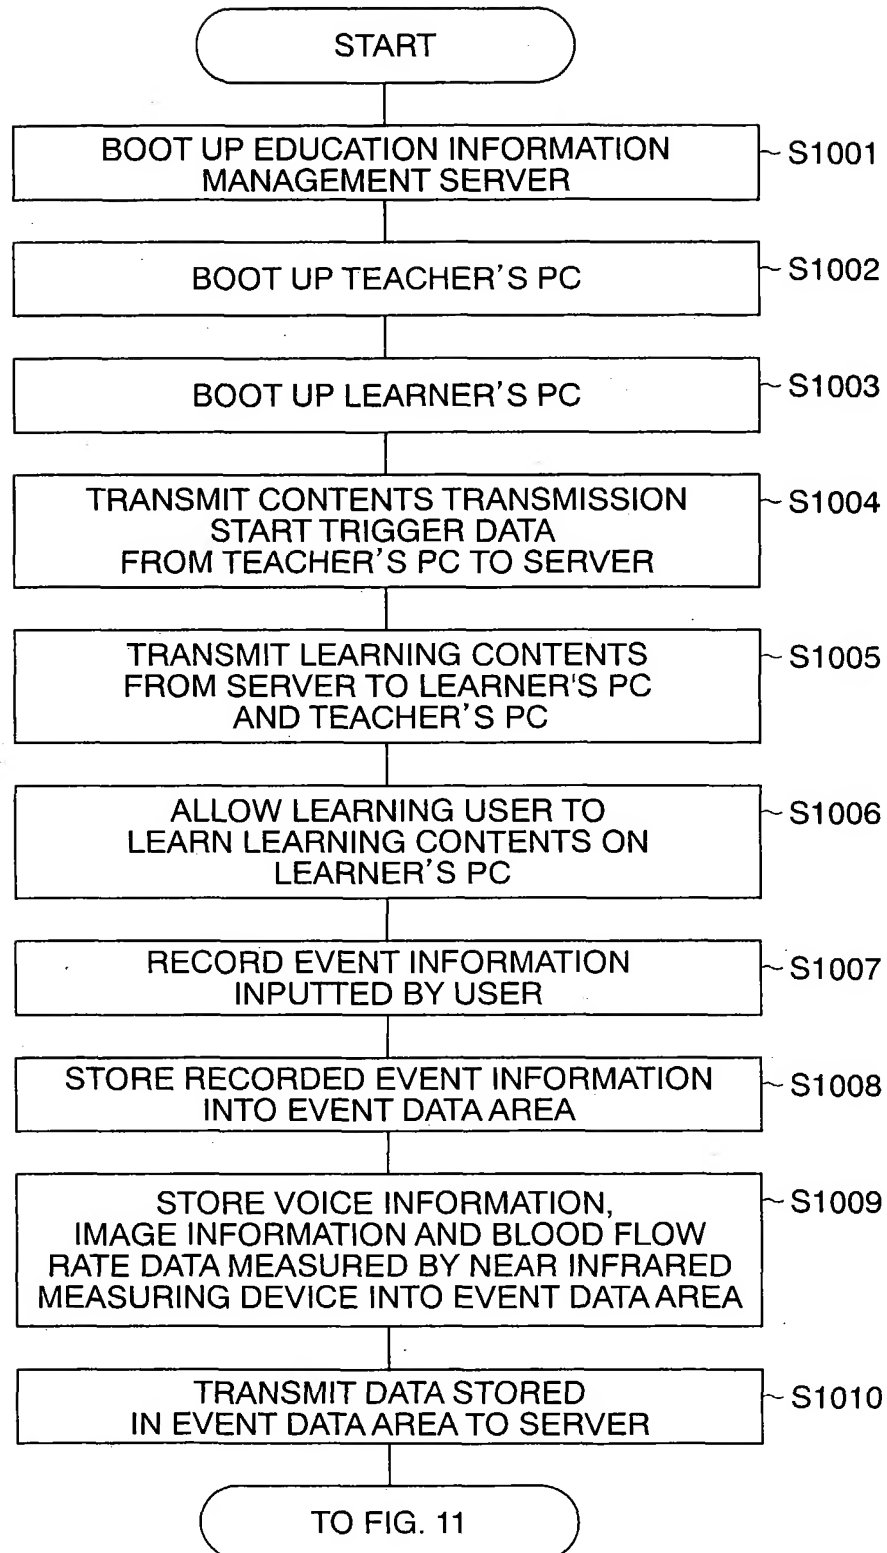 START
BOOT UP EDUCATION INFORMATION
MANAGEMENT SERVER
S1001
BOOT UP TEACHER'S PC
S1002
BOOT UP LEARNER'S PC
S1003
TRANSMIT CONTENTS TRANSMISSION
START TRIGGER DATA
FROM TEACHER'S PC TO SERVER
S1004
TRANSMIT LEARNING CONTENTS
FROM SERVER TO LEARNER'S PC
AND TEACHER'S PC
S1005
ALLOW LEARNING USER TO
LEARN LEARNING CONTENTS ON
LEARNER'S PC
S1006
RECORD EVENT INFORMATION
INPUTTED BY USER
S1007
STORE RECORDED EVENT INFORMATION
INTO EVENT DATA AREA
S1008
STORE VOICE INFORMATION,
IMAGE INFORMATION AND BLOOD FLOW
RATE DATA MEASURED BY NEAR INFRARED
MEASURING DEVICE INTO EVENT DATA AREA
S1009
TRANSMIT DATA STORED
IN EVENT DATA AREA TO SERVER
S1010
TO FIG. 11